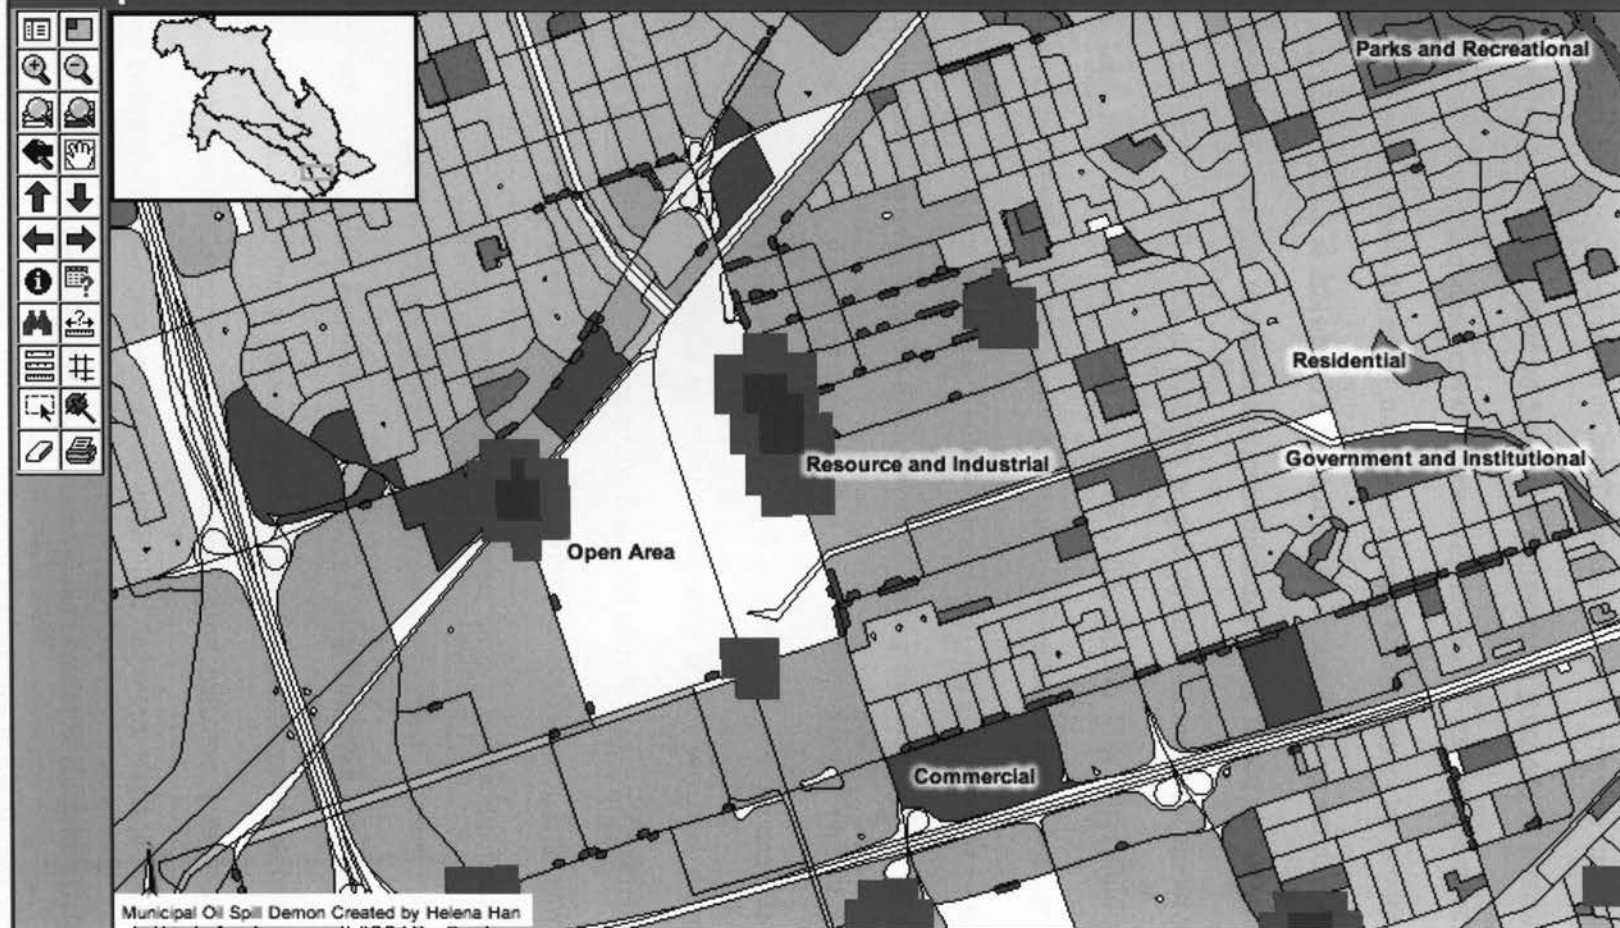 Parks and Recreational
Residential
Government and Institutional
Resource and Industrial
Open Area
Commercial
Municipal Oil Spill Demon Created by Helena Han